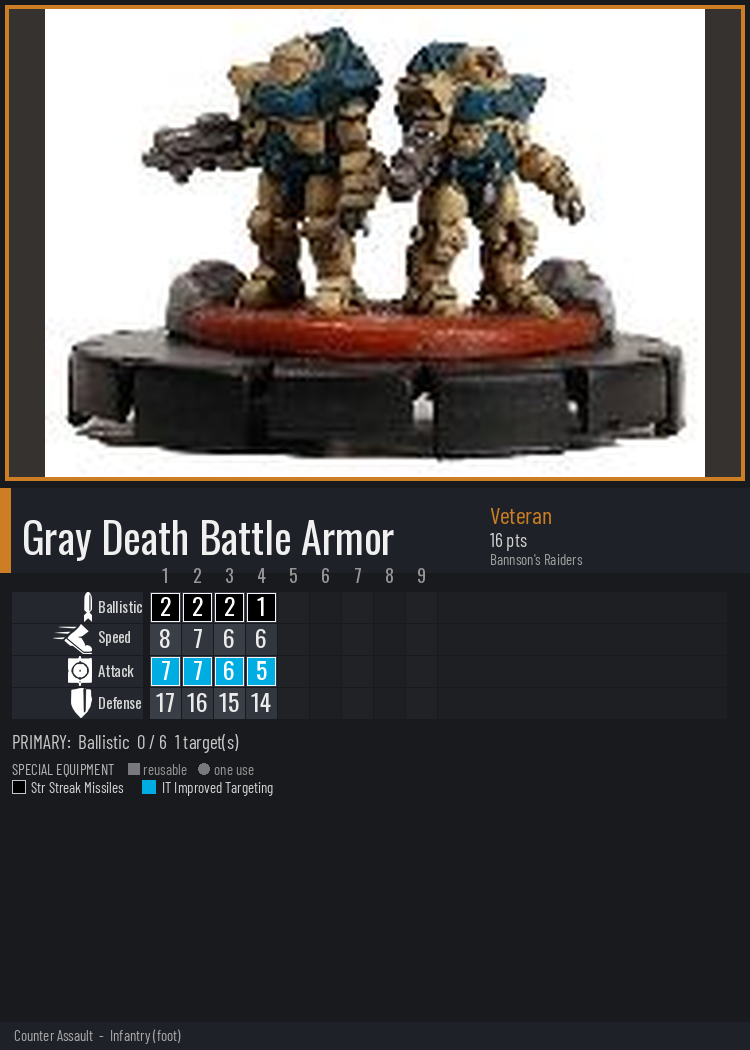 Gray Death Battle Armor
Veteran
16 pts
Bannson's Raiders
1 2 3 4 5 6 7 8 9
Ballistic 2 2 2 1
Speed 8 7 6 6
Attack 7 7 6 5
Defense 17 16 15 14
PRIMARY: Ballistic 0 / 6 1 target(s)
SPECIAL EQUIPMENT reusable one use
Str Streak Missiles IT Improved Targeting
Counter Assault - Infantry (foot)